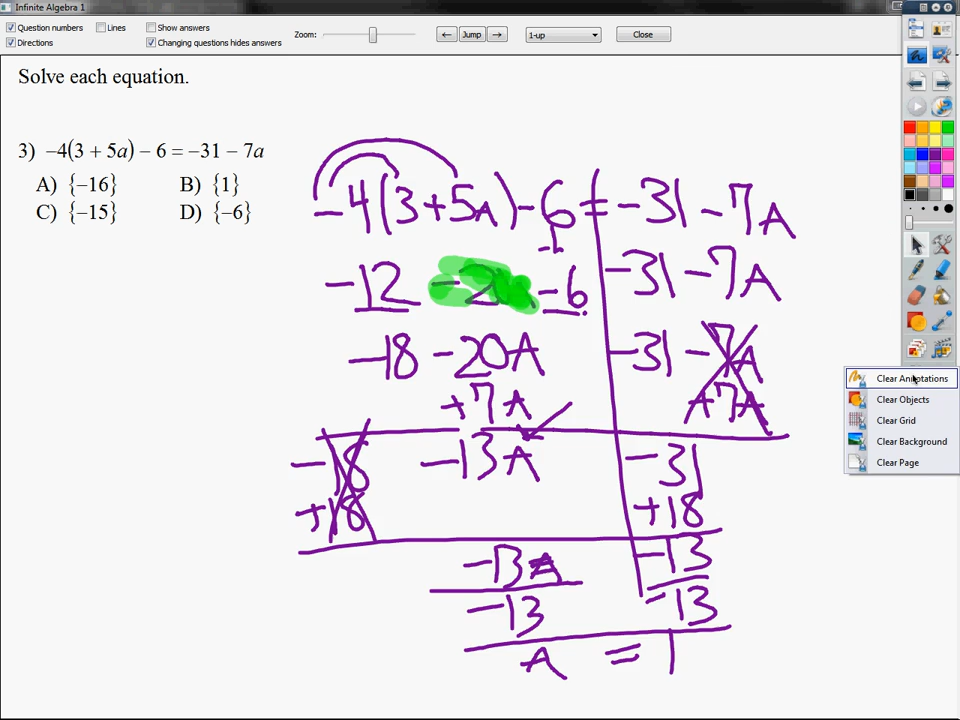 Infinite Algebra 1
Question numbers Lines Show answers
Directions Changing questions hides answers
Zoom: Jump 1-up Close
Solve each equation.
3) −4(3 + 5a) − 6 = −31 − 7a
A) {−16} B) {1}
C) {−15} D) {−6}
-4(3+5A)-6=-31-7A
-12 -20A -6 -31-7A
-18 -20A -31-7A
+7A +7A
-18 -13A -31
+18 +18
-13A -13
-13 -13
A = 1
Clear Annotations
Clear Objects
Clear Grid
Clear Background
Clear Page